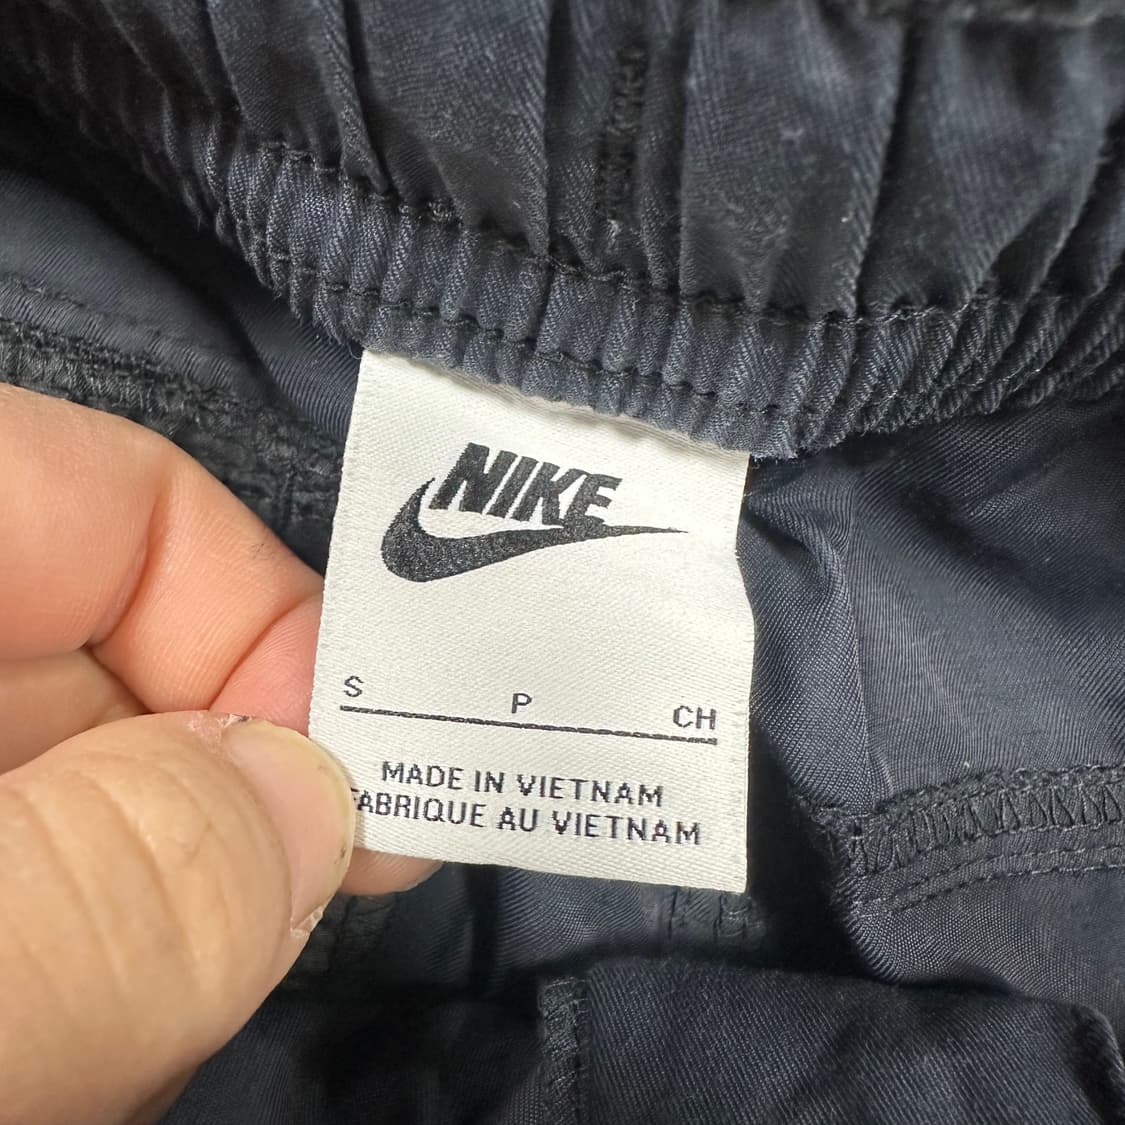 NIKE
S P CH
MADE IN VIETNAM
FABRIQUE AU VIETNAM